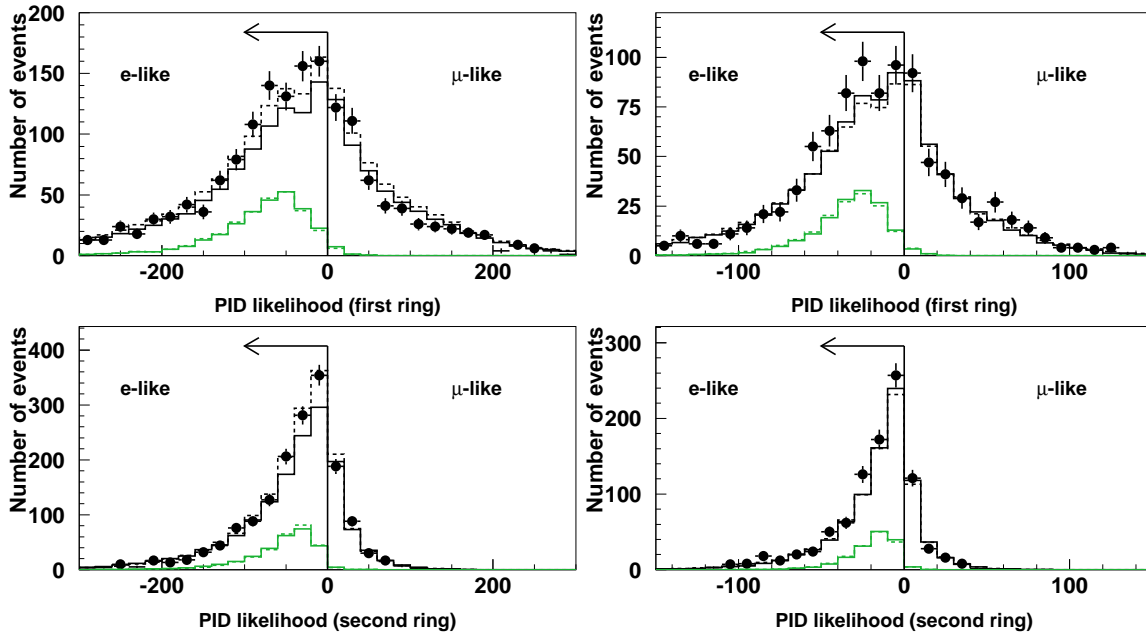 Number of events
200
150
100
50
0
e-like
μ-like
-200
0
200
PID likelihood (first ring)
Number of events
100
75
50
25
0
e-like
μ-like
-100
0
100
PID likelihood (first ring)
Number of events
400
300
200
100
0
e-like
μ-like
-200
0
200
PID likelihood (second ring)
Number of events
300
200
100
0
e-like
μ-like
-100
0
100
PID likelihood (second ring)